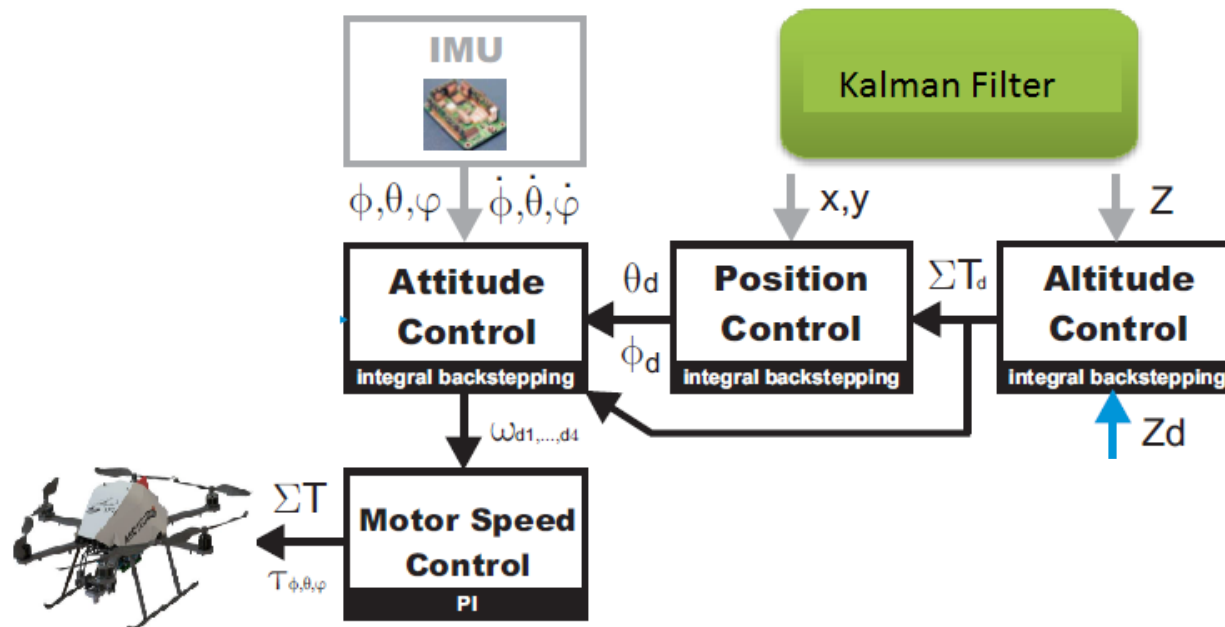 IMU
Kalman Filter
ϕ,θ,φ
ϕ̇,θ̇,φ̇
x,y
Z
Attitude
Control
integral backstepping
θd
ϕd
Position
Control
integral backstepping
ΣTd
Altitude
Control
integral backstepping
ωd1,...,d4
Zd
ΣT
τϕ,θ,φ
Motor Speed
Control
PI